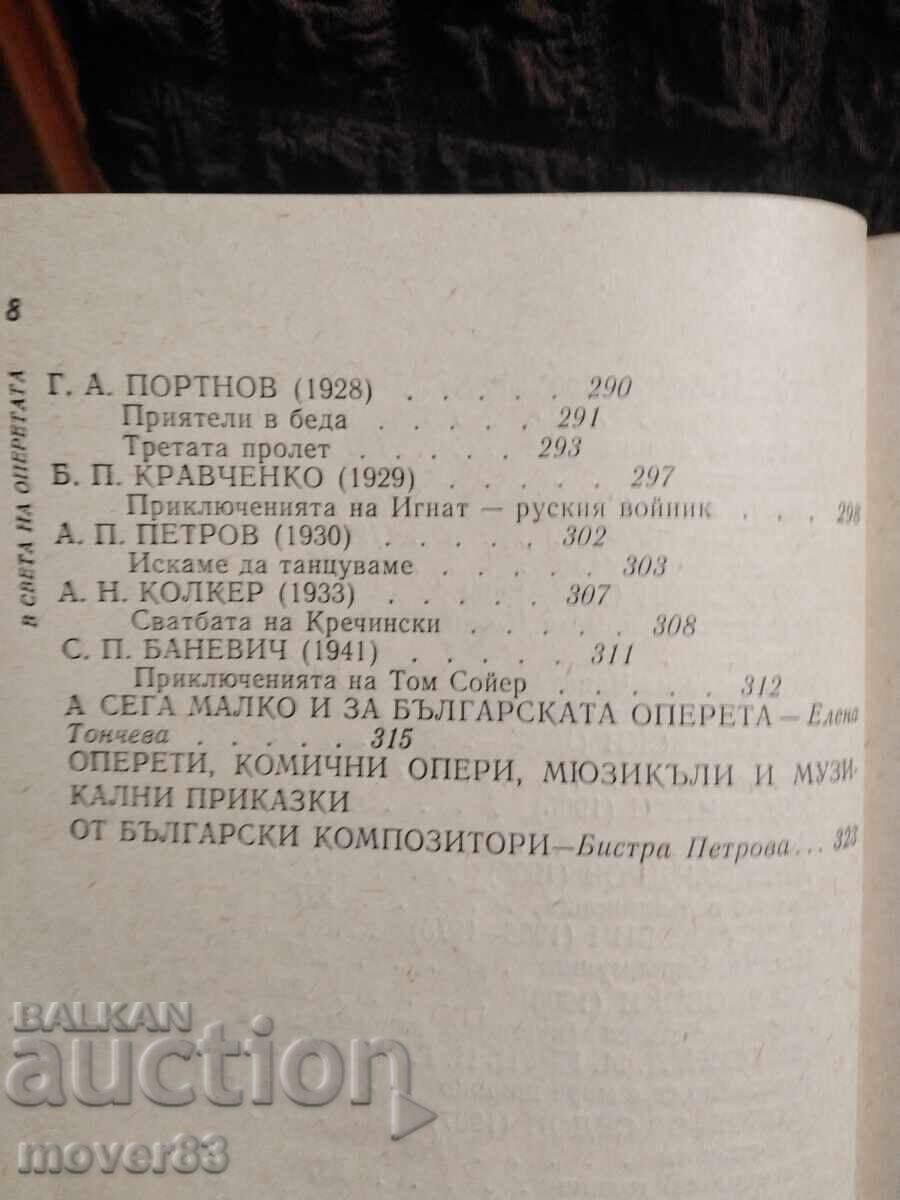 8
В СВЕТА НА ОПЕРЕТАТА
Г. А. ПОРТНОВ (1928) . . . . . 290
Приятели в беда . . . . . 291
Третата пролет . . . . . 293
Б. П. КРАВЧЕНКО (1929) . . . . . 297
Приключенията на Игнат — руския войник . . . 298
А. П. ПЕТРОВ (1930) . . . . . 302
Искаме да танцуваме . . . . . 303
А. Н. КОЛКЕР (1933) . . . . . 307
Сватбата на Кречински . . . . . 308
С. П. БАНЕВИЧ (1941) . . . . . 311
Приключенията на Том Сойер . . . . . 312
А СЕГА МАЛКО И ЗА БЪЛГАРСКАТА ОПЕРЕТА — Елена
Тончева . . . . . 315
ОПЕРЕТИ, КОМИЧНИ ОПЕРИ, МЮЗИКЪЛИ И МУЗИ-
КАЛНИ ПРИКАЗКИ
ОТ БЪЛГАРСКИ КОМПОЗИТОРИ — Бистра Петрова... 323
BALKAN
auction
mover83